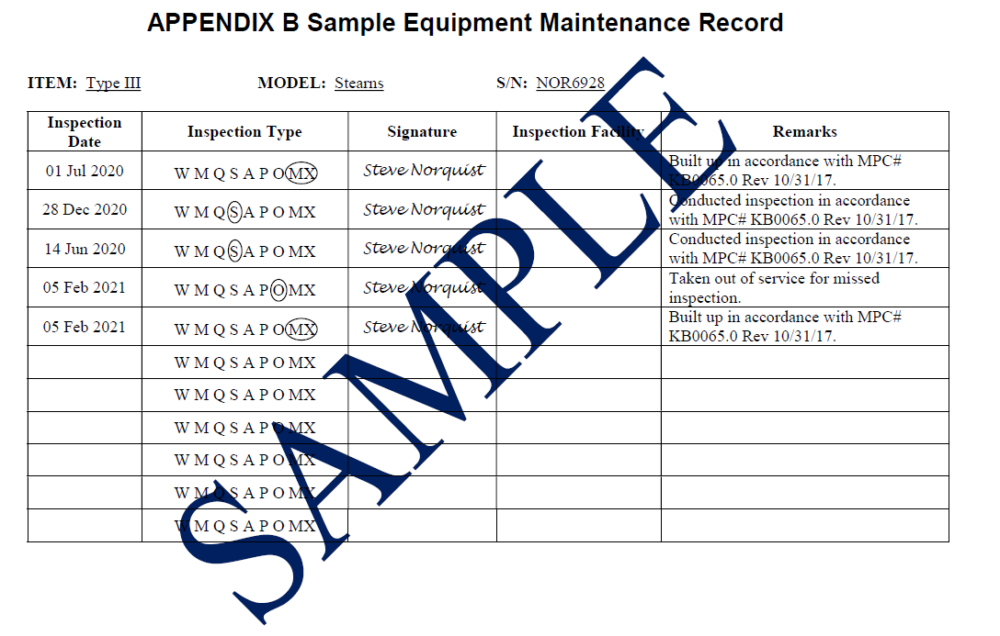 APPENDIX B Sample Equipment Maintenance Record
ITEM: Type III MODEL: Stearns S/N: NOR6928
Inspection Date Inspection Type Signature Inspection Facility Remarks
01 Jul 2020 W M Q S A P O MX Steve Norquist Built up in accordance with MPC#
KB0065.0 Rev 10/31/17.
28 Dec 2020 W M Q S A P O MX Steve Norquist Conducted inspection in accordance
with MPC# KB0065.0 Rev 10/31/17.
14 Jun 2020 W M Q S A P O MX Steve Norquist Conducted inspection in accordance
with MPC# KB0065.0 Rev 10/31/17.
05 Feb 2021 W M Q S A P O MX Steve Norquist Taken out of service for missed
inspection.
05 Feb 2021 W M Q S A P O MX Steve Norquist Built up in accordance with MPC#
KB0065.0 Rev 10/31/17.
W M Q S A P O MX
W M Q S A P O MX
W M Q S A P O MX
W M Q S A P O MX
W M Q S A P O MX
W M Q S A P O MX
SAMPLE